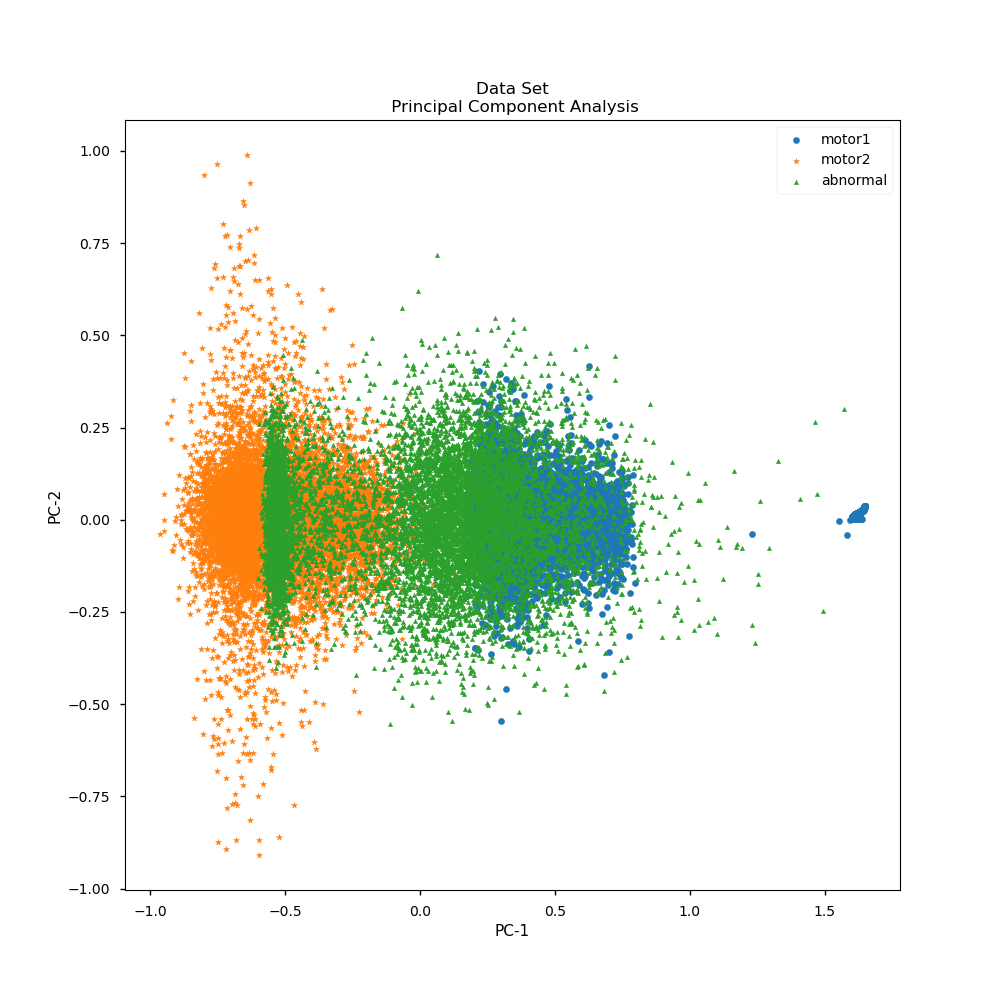 Data Set
Principal Component Analysis
motor1
motor2
abnormal
1.00
0.75
0.50
0.25
0.00
−0.25
−0.50
−0.75
−1.00
PC-2
−1.0
−0.5
0.0
0.5
1.0
1.5
PC-1